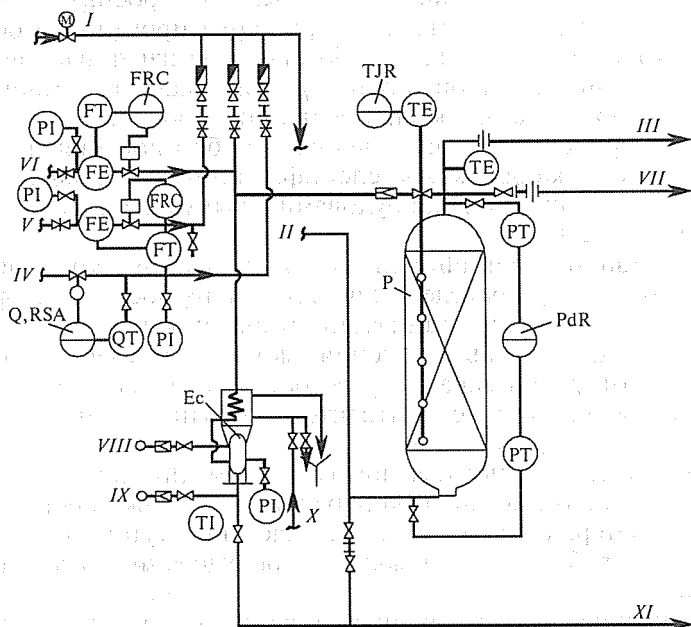 M I
FRC
FT
PI
VI
FE
TJR
TE
III
TE
VII
PI
FRC
V
FE
FT
II
PT
IV
P
PdR
Q,RSA
QT
PI
Ec
VIII
PT
IX
PI
X
TI
XI